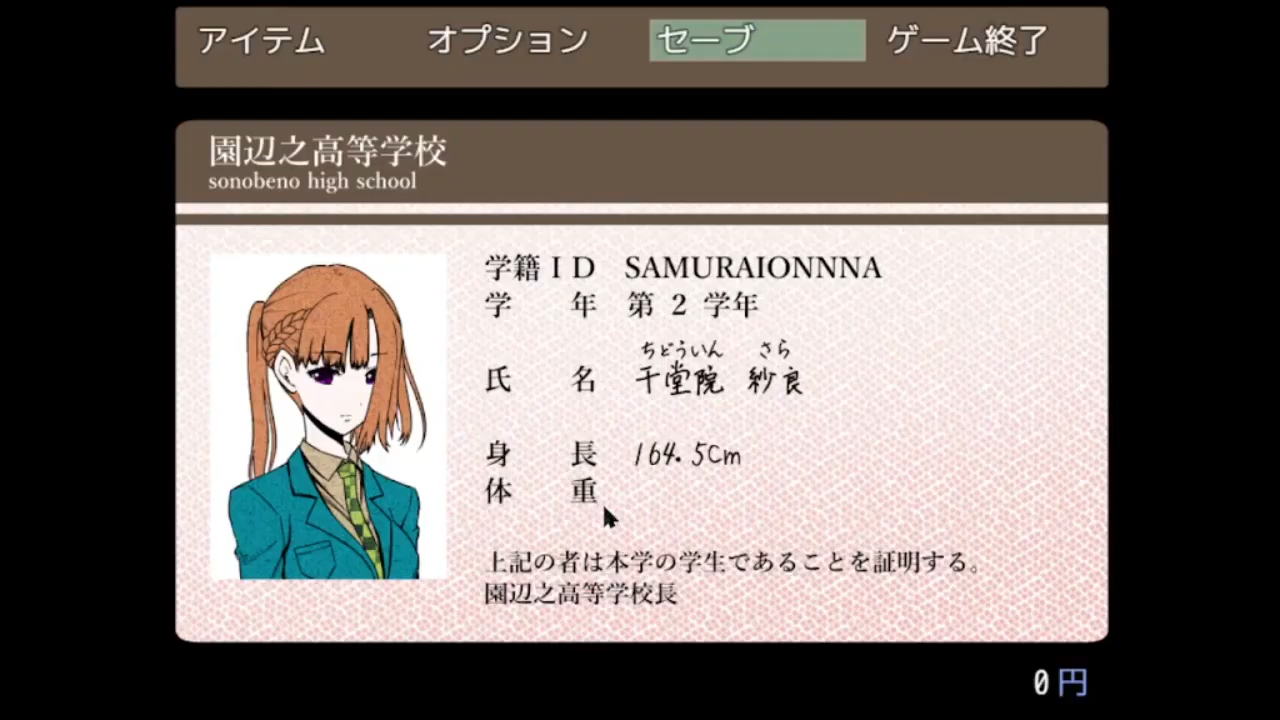 アイテム オプション セーブ ゲーム終了
園辺之高等学校
sonobeno high school
学籍ID SAMURAIONNNA
学年 第2学年
ちどういん さら
氏名 千堂院 紗良
身長 164.5cm
体重
上記の者は本学の学生であることを証明する。
園辺之高等学校長
0円